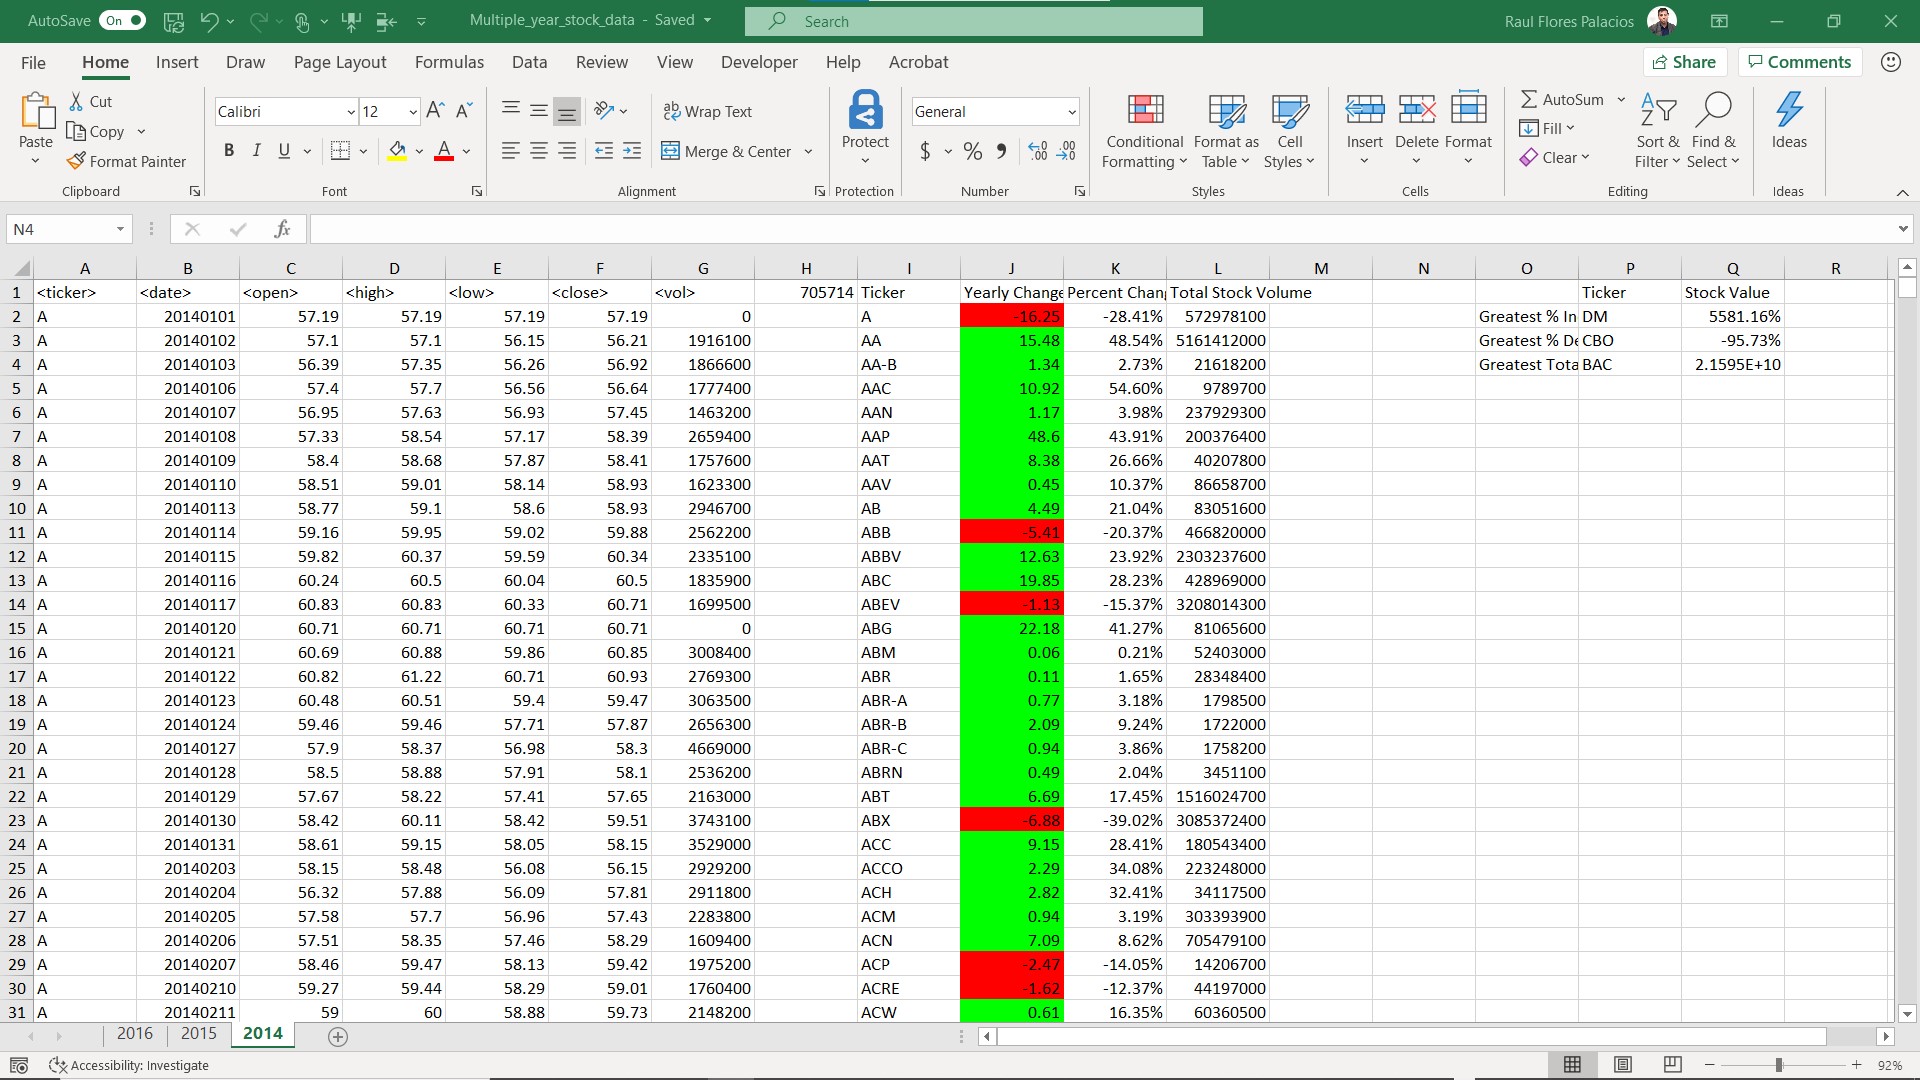 AutoSave On Multiple_year_stock_data - Saved Search Raul Flores Palacios
File Home Insert Draw Page Layout Formulas Data Review View Developer Help Acrobat Share Comments
Paste Cut Copy Format Painter Clipboard
Calibri 12 B I U A Font
Wrap Text Merge & Center Alignment
Protect Protection
General $ % Number
Conditional Formatting Format as Table Cell Styles Styles
Insert Delete Format Cells
AutoSum Fill Clear Sort & Filter Find & Select Editing
Ideas Ideas
N4 fx
A B C D E F G H I J K L M N O P Q R
1 <ticker> <date> <open> <high> <low> <close> <vol> 705714 Ticker Yearly Change Percent Chan Total Stock Volume Ticker Stock Value
2 A 20140101 57.19 57.19 57.19 57.19 0 A -16.25 -28.41% 572978100 Greatest % In DM 5581.16%
3 A 20140102 57.1 57.1 56.15 56.21 1916100 AA 15.48 48.54% 5161412000 Greatest % De CBO -95.73%
4 A 20140103 56.39 57.35 56.26 56.92 1866600 AA-B 1.34 2.73% 21618200 Greatest Tota BAC 2.1595E+10
5 A 20140106 57.4 57.7 56.56 56.64 1777400 AAC 10.92 54.60% 9789700
6 A 20140107 56.95 57.63 56.93 57.45 1463200 AAN 1.17 3.98% 237929300
7 A 20140108 57.33 58.54 57.17 58.39 2659400 AAP 48.6 43.91% 200376400
8 A 20140109 58.4 58.68 57.87 58.41 1757600 AAT 8.38 26.66% 40207800
9 A 20140110 58.51 59.01 58.14 58.93 1623300 AAV 0.45 10.37% 86658700
10 A 20140113 58.77 59.1 58.6 58.93 2946700 AB 4.49 21.04% 83051600
11 A 20140114 59.16 59.95 59.02 59.88 2562200 ABB -5.41 -20.37% 466820000
12 A 20140115 59.82 60.37 59.59 60.34 2335100 ABBV 12.63 23.92% 2303237600
13 A 20140116 60.24 60.5 60.04 60.5 1835900 ABC 19.85 28.23% 428969000
14 A 20140117 60.83 60.83 60.33 60.71 1699500 ABEV -1.13 -15.37% 3208014300
15 A 20140120 60.71 60.71 60.71 60.71 0 ABG 22.18 41.27% 81065600
16 A 20140121 60.69 60.88 59.86 60.85 3008400 ABM 0.06 0.21% 52403000
17 A 20140122 60.82 61.22 60.71 60.93 2769300 ABR 0.11 1.65% 28348400
18 A 20140123 60.48 60.51 59.4 59.47 3063500 ABR-A 0.77 3.18% 1798500
19 A 20140124 59.46 59.46 57.71 57.87 2656300 ABR-B 2.09 9.24% 1722000
20 A 20140127 57.9 58.37 56.98 58.3 4669000 ABR-C 0.94 3.86% 1758200
21 A 20140128 58.5 58.88 57.91 58.1 2536200 ABRN 0.49 2.04% 3451100
22 A 20140129 57.67 58.22 57.41 57.65 2163000 ABT 6.69 17.45% 1516024700
23 A 20140130 58.42 60.11 58.42 59.51 3743100 ABX -6.88 -39.02% 3085372400
24 A 20140131 58.61 59.15 58.05 58.15 3529000 ACC 9.15 28.41% 180543400
25 A 20140203 58.15 58.48 56.08 56.15 2929200 ACCO 2.29 34.08% 223248000
26 A 20140204 56.32 57.88 56.09 57.81 2911800 ACH 2.82 32.41% 34117500
27 A 20140205 57.58 57.7 56.96 57.43 2283800 ACM 0.94 3.19% 303393900
28 A 20140206 57.51 58.35 57.46 58.29 1609400 ACN 7.09 8.62% 705479100
29 A 20140207 58.46 59.47 58.13 59.42 1975200 ACP -2.47 -14.05% 14206700
30 A 20140210 59.27 59.44 58.29 59.01 1760400 ACRE -1.62 -12.37% 44197000
31 A 20140211 59 60 58.88 59.73 2148200 ACW 0.61 16.35% 60360500
2016 2015 2014
Accessibility: Investigate 92%